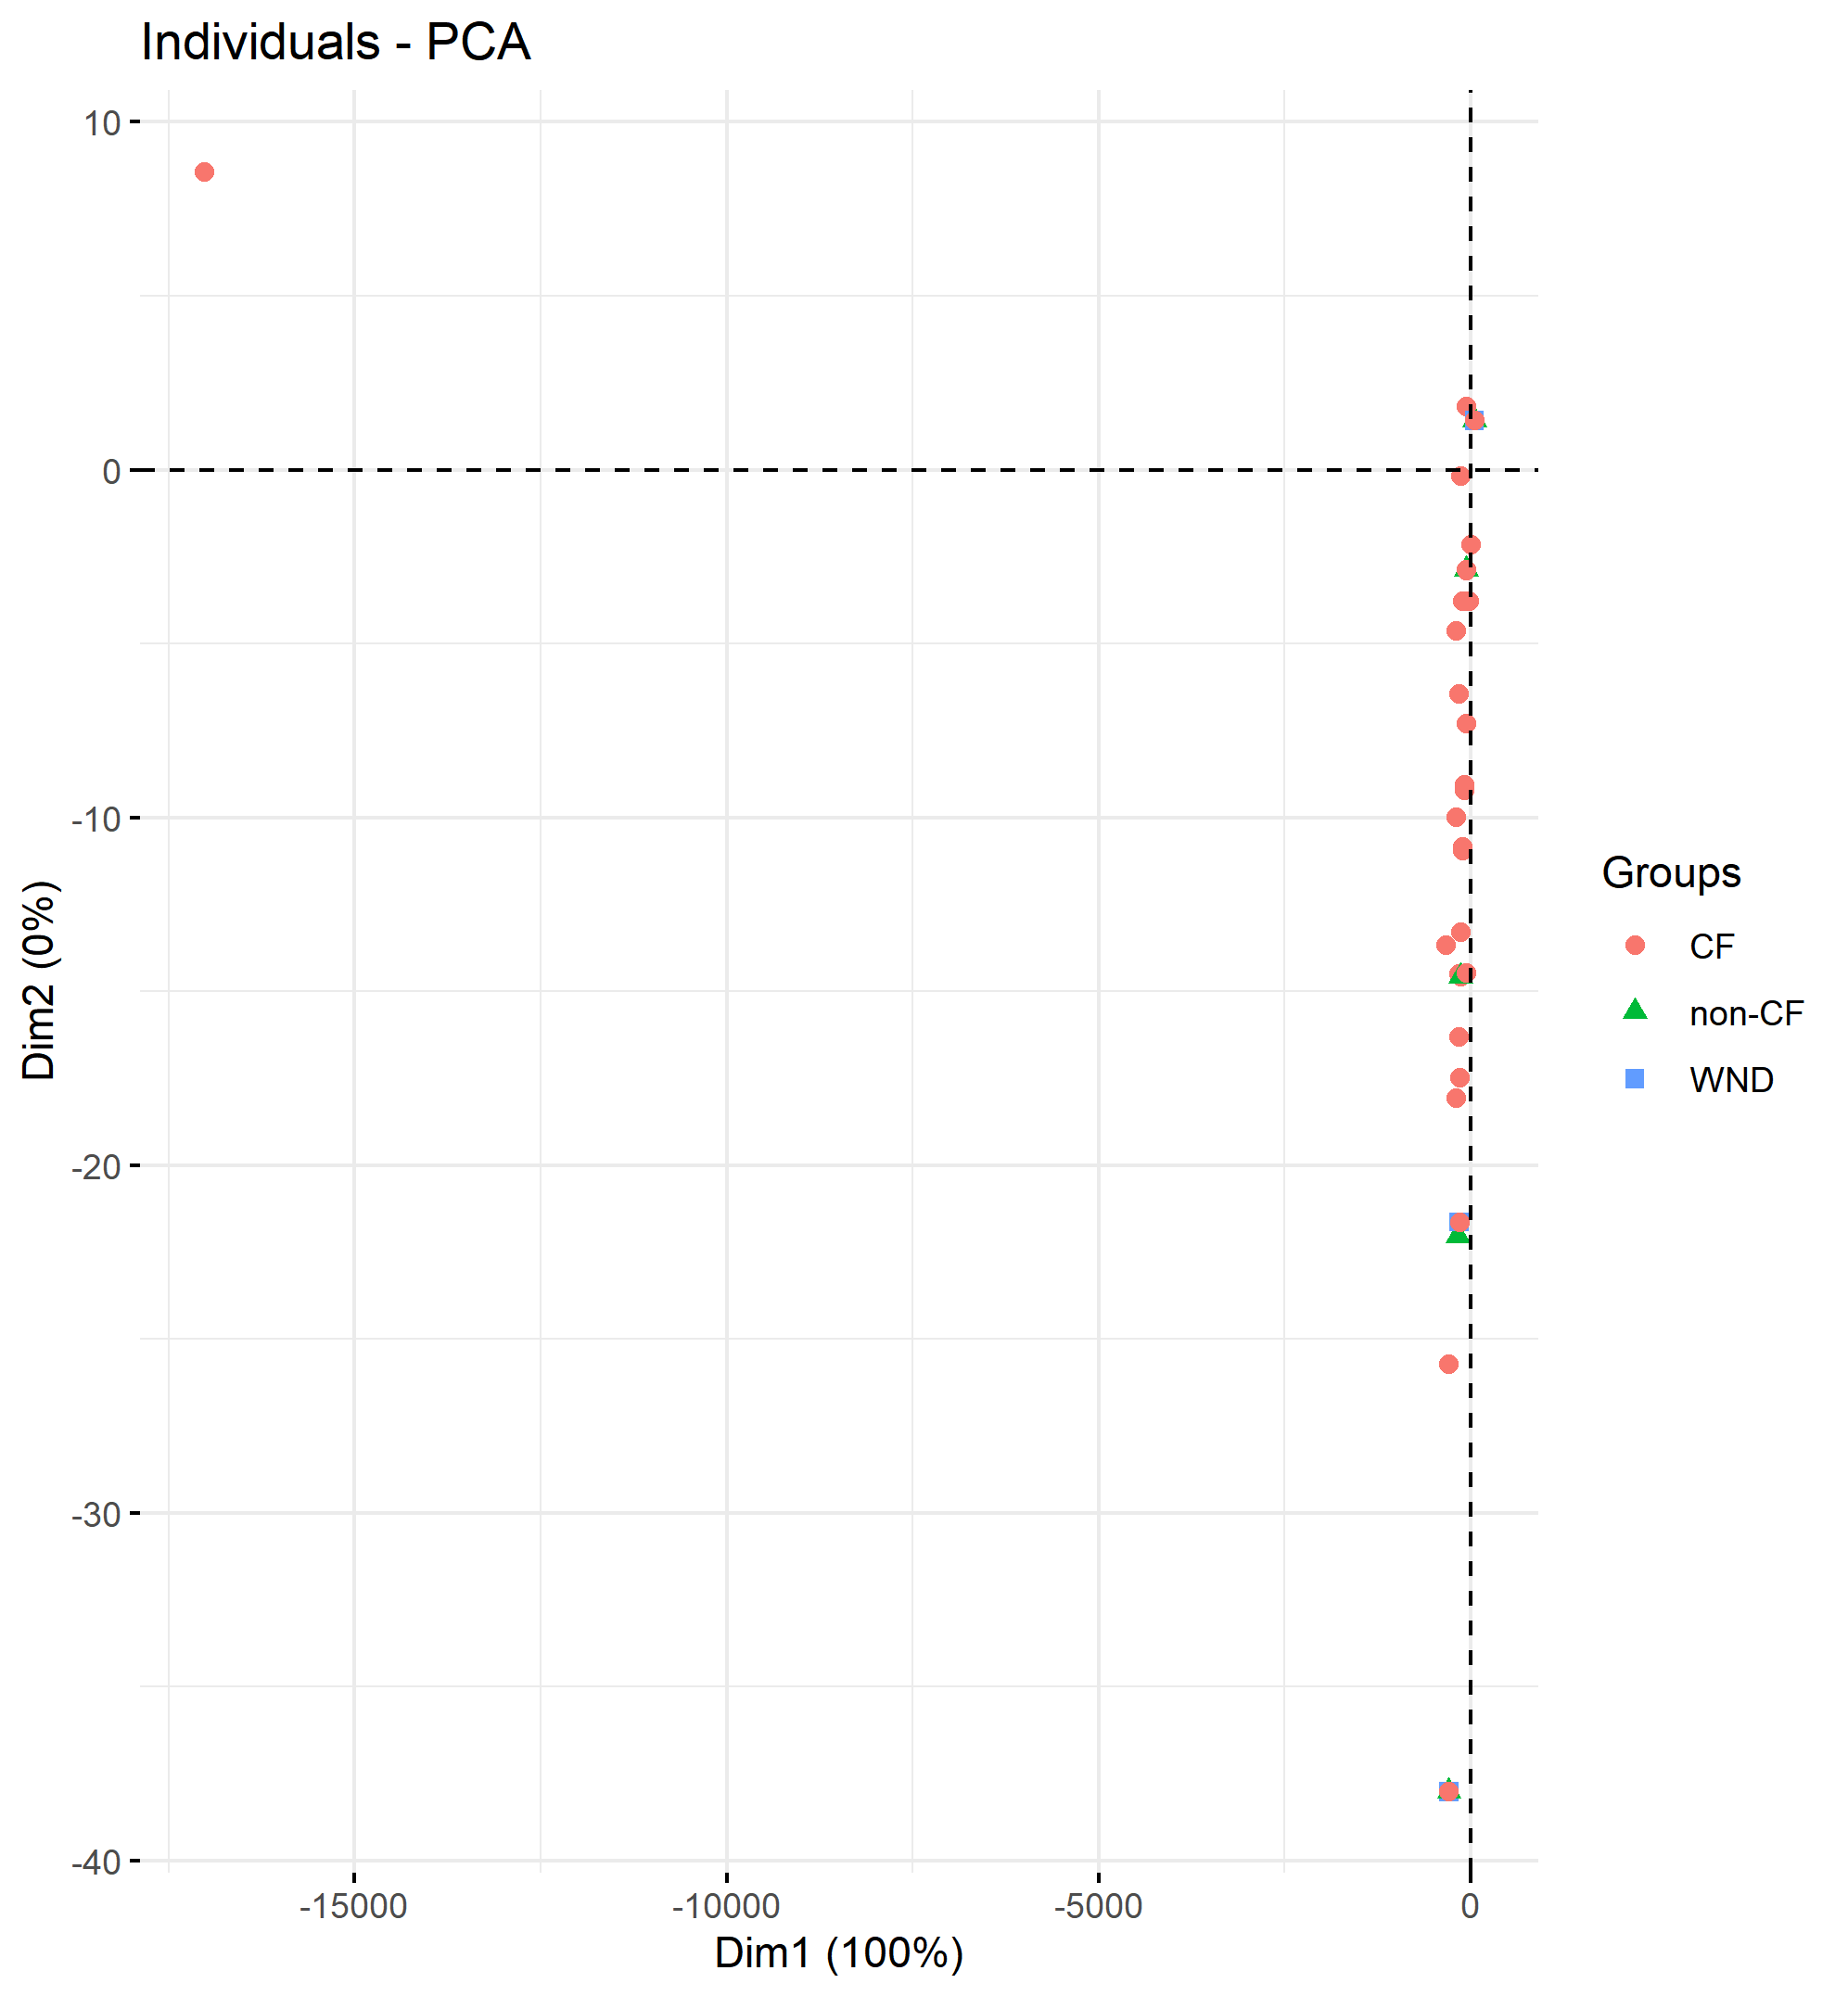 Individuals - PCA
10
0
-10
-20
-30
-40
Dim2 (0%)
-15000
-10000
-5000
0
Dim1 (100%)
Groups
CF
non-CF
WND